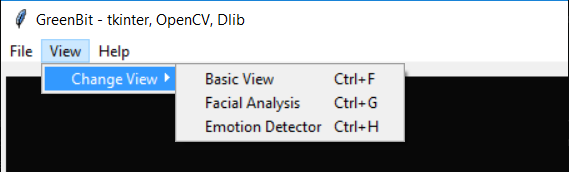 GreenBit - tkinter, OpenCV, Dlib
File View Help
Change View Basic View Ctrl+F
Facial Analysis Ctrl+G
Emotion Detector Ctrl+H